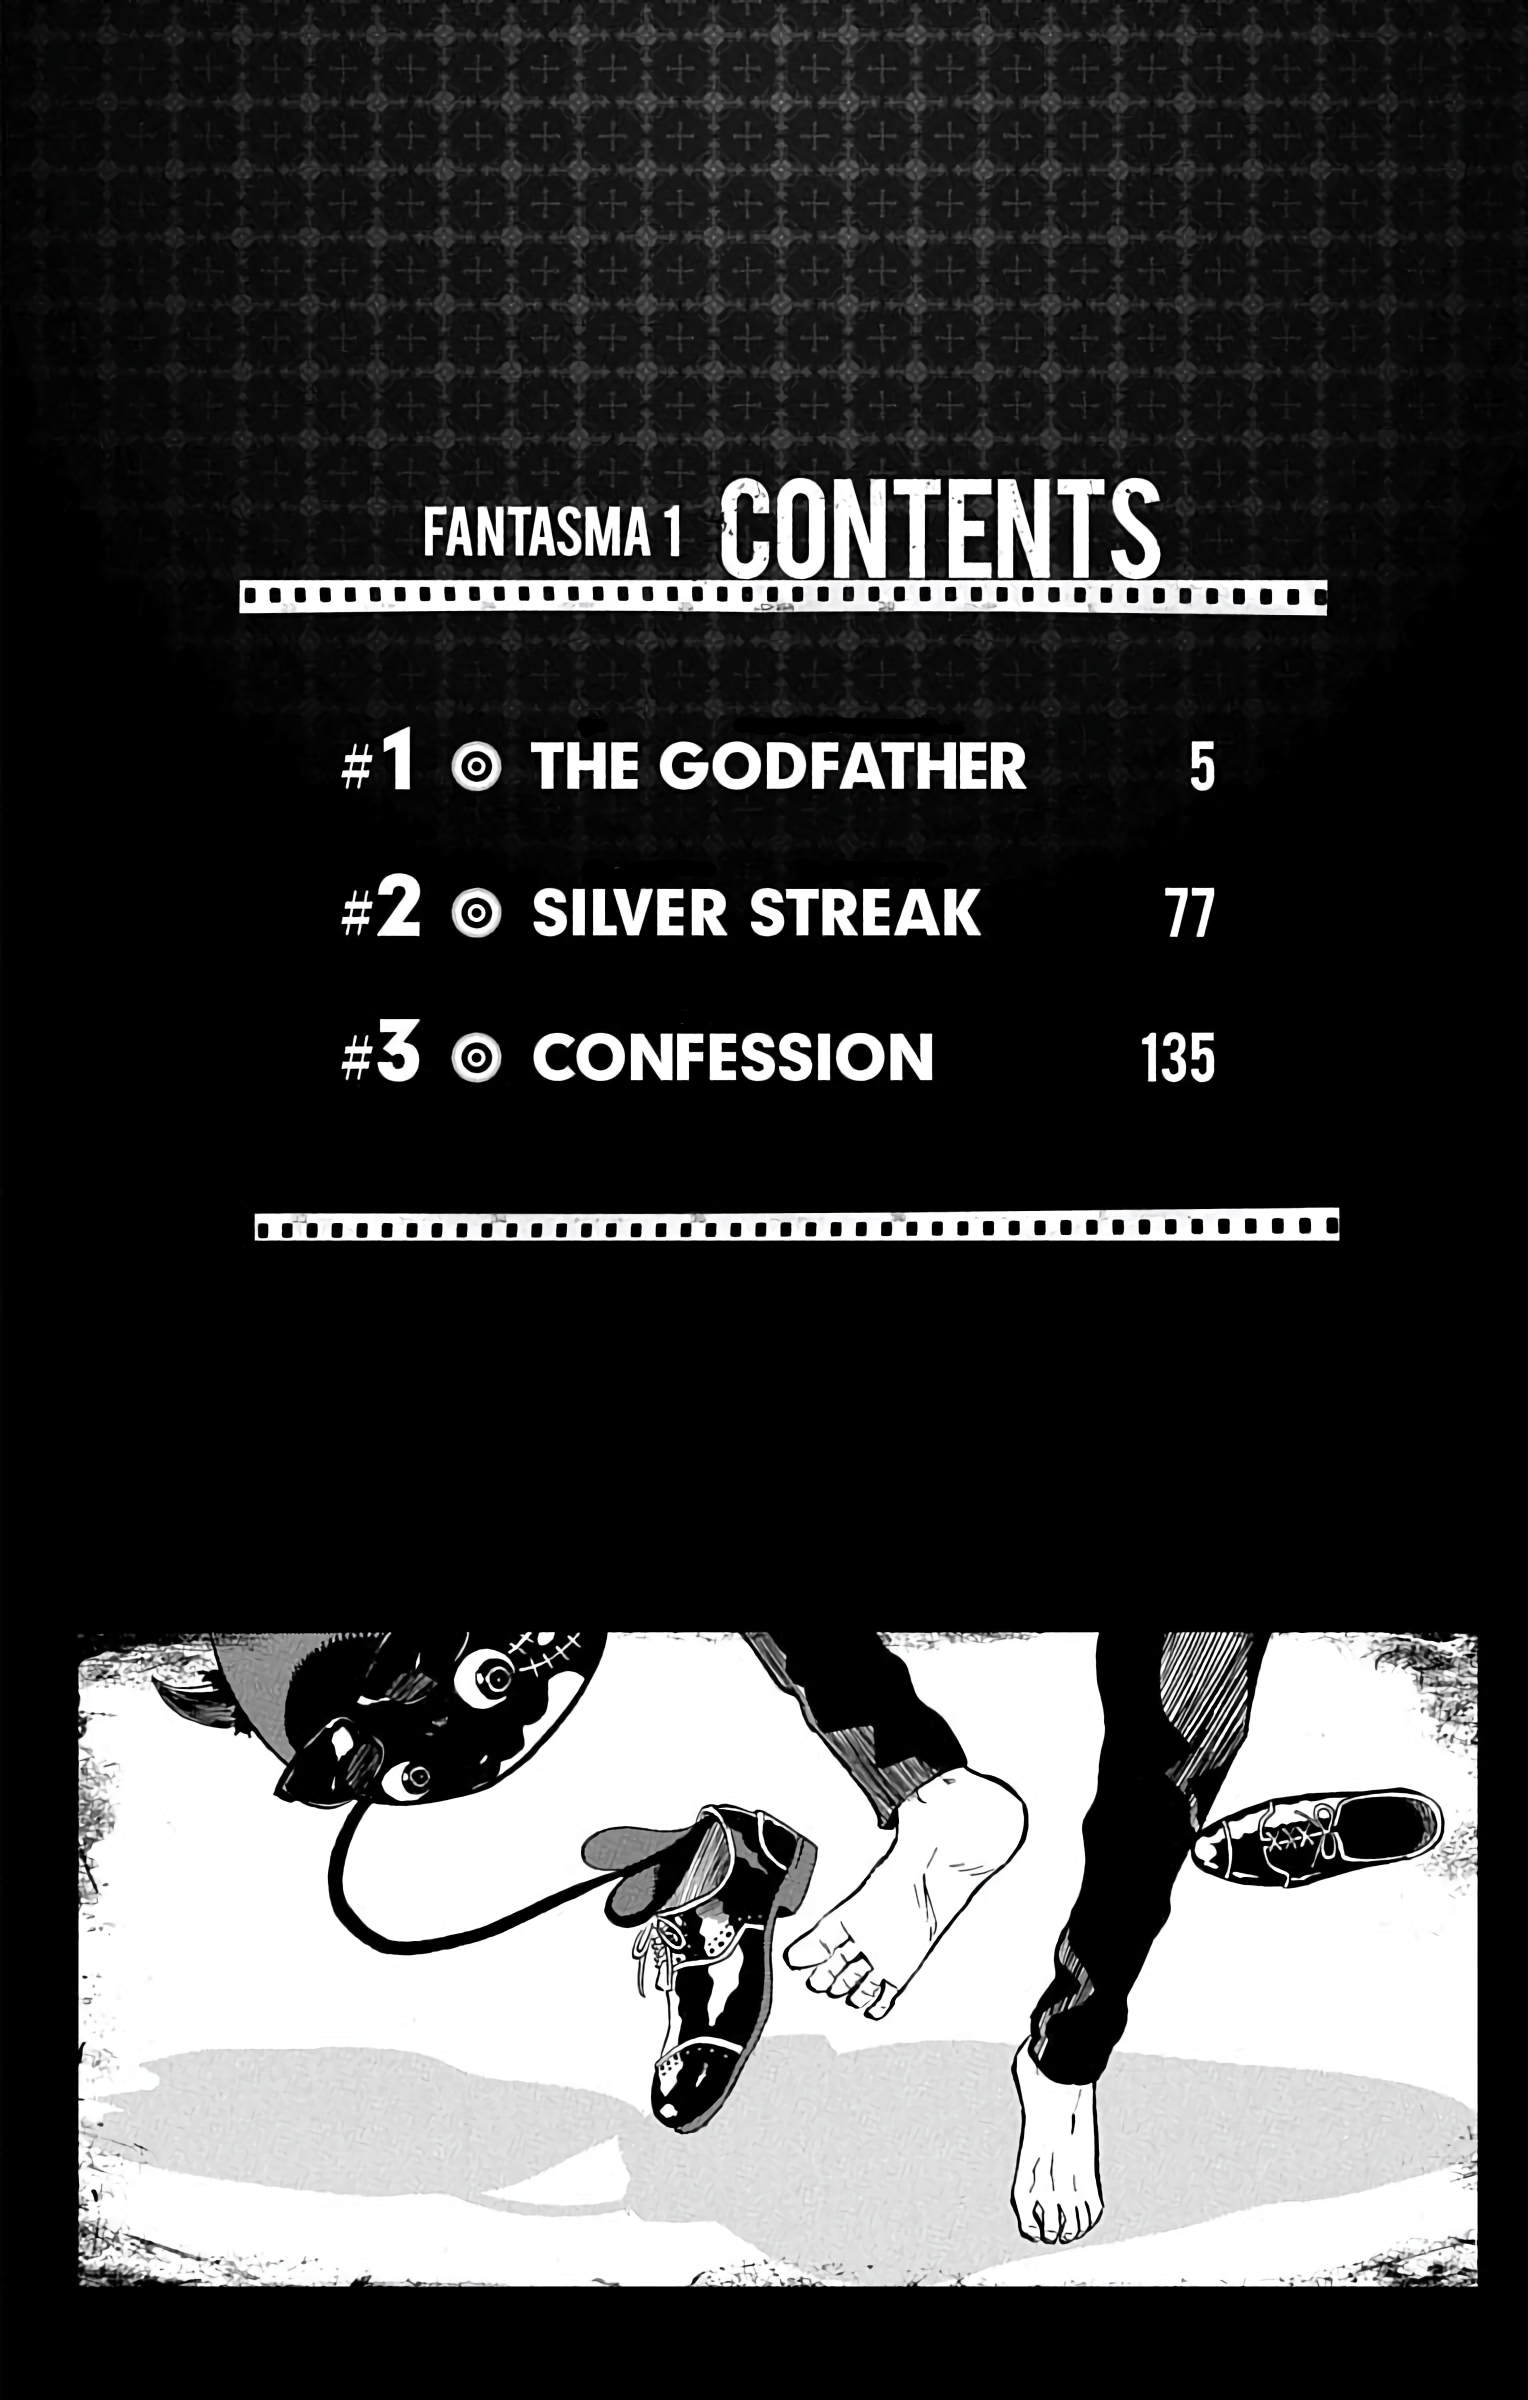 FANTASMA 1 CONTENTS
#1 THE GODFATHER 5
#2 SILVER STREAK 77
#3 CONFESSION 135